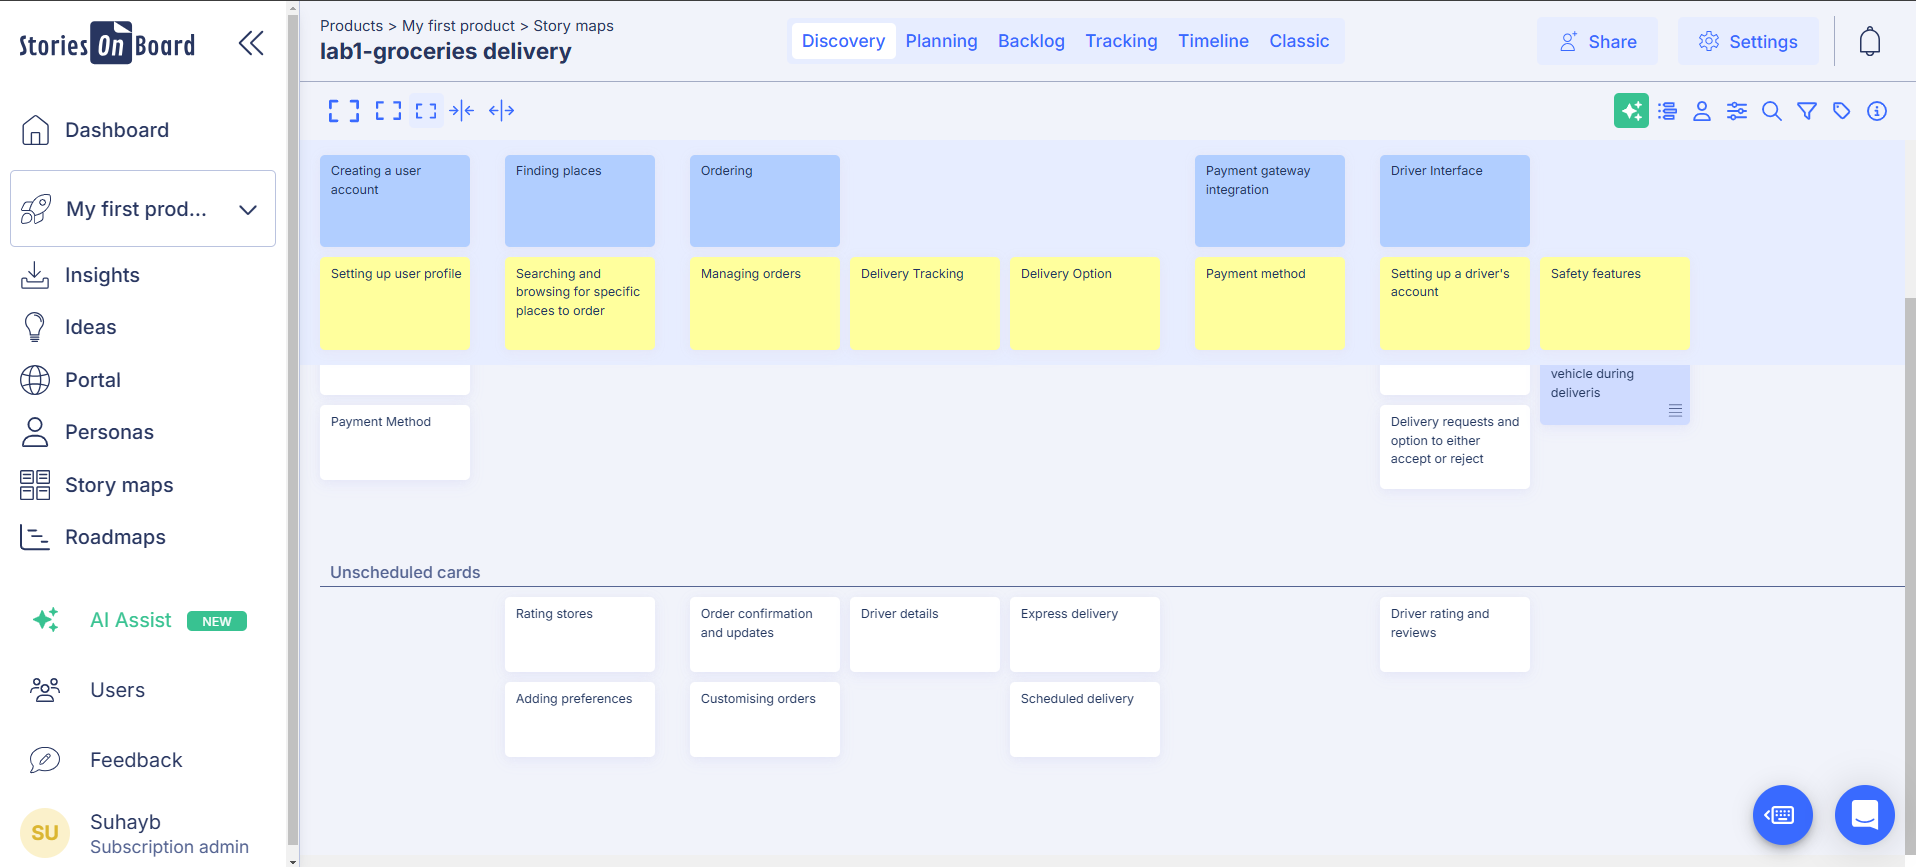 Stories On Board
Dashboard
My first prod...
Insights
Ideas
Portal
Personas
Story maps
Roadmaps
AI Assist NEW
Users
Feedback
SU
Suhayb
Subscription admin
Products > My first product > Story maps
lab1-groceries delivery
Discovery Planning Backlog Tracking Timeline Classic
Share Settings
Creating a user
account
Finding places
Ordering
Payment gateway
integration
Driver Interface
Setting up user profile
Searching and
browsing for specific
places to order
Managing orders
Delivery Tracking
Delivery Option
Payment method
Setting up a driver's
account
Safety features
Payment Method
Delivery requests and
option to either
accept or reject
vehicle during
deliveris
Unscheduled cards
Rating stores
Order confirmation
and updates
Driver details
Express delivery
Driver rating and
reviews
Adding preferences
Customising orders
Scheduled delivery